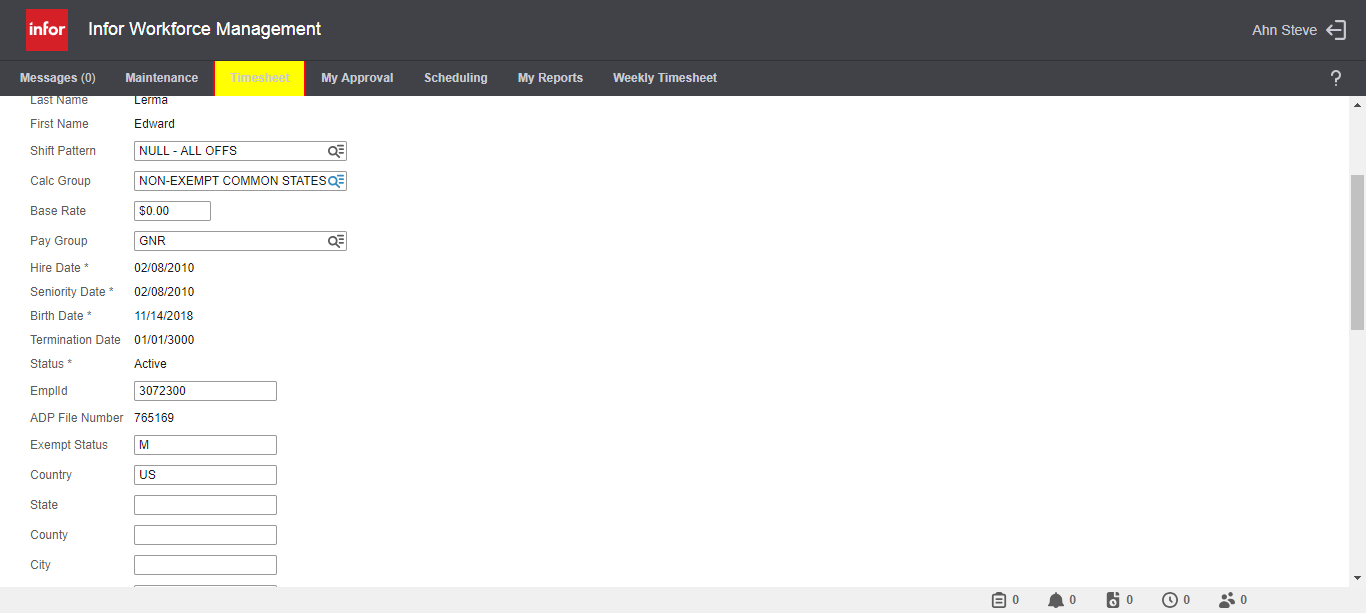 infor
Infor Workforce Management
Ahn Steve
Messages (0) Maintenance Timesheet My Approval Scheduling My Reports Weekly Timesheet ?
Last Name Lerma
First Name Edward
Shift Pattern NULL - ALL OFFS
Calc Group NON-EXEMPT COMMON STATES
Base Rate $0.00
Pay Group GNR
Hire Date * 02/08/2010
Seniority Date * 02/08/2010
Birth Date * 11/14/2018
Termination Date 01/01/3000
Status * Active
EmplId 3072300
ADP File Number 765169
Exempt Status M
Country US
State
County
City
0 0 0 0 0